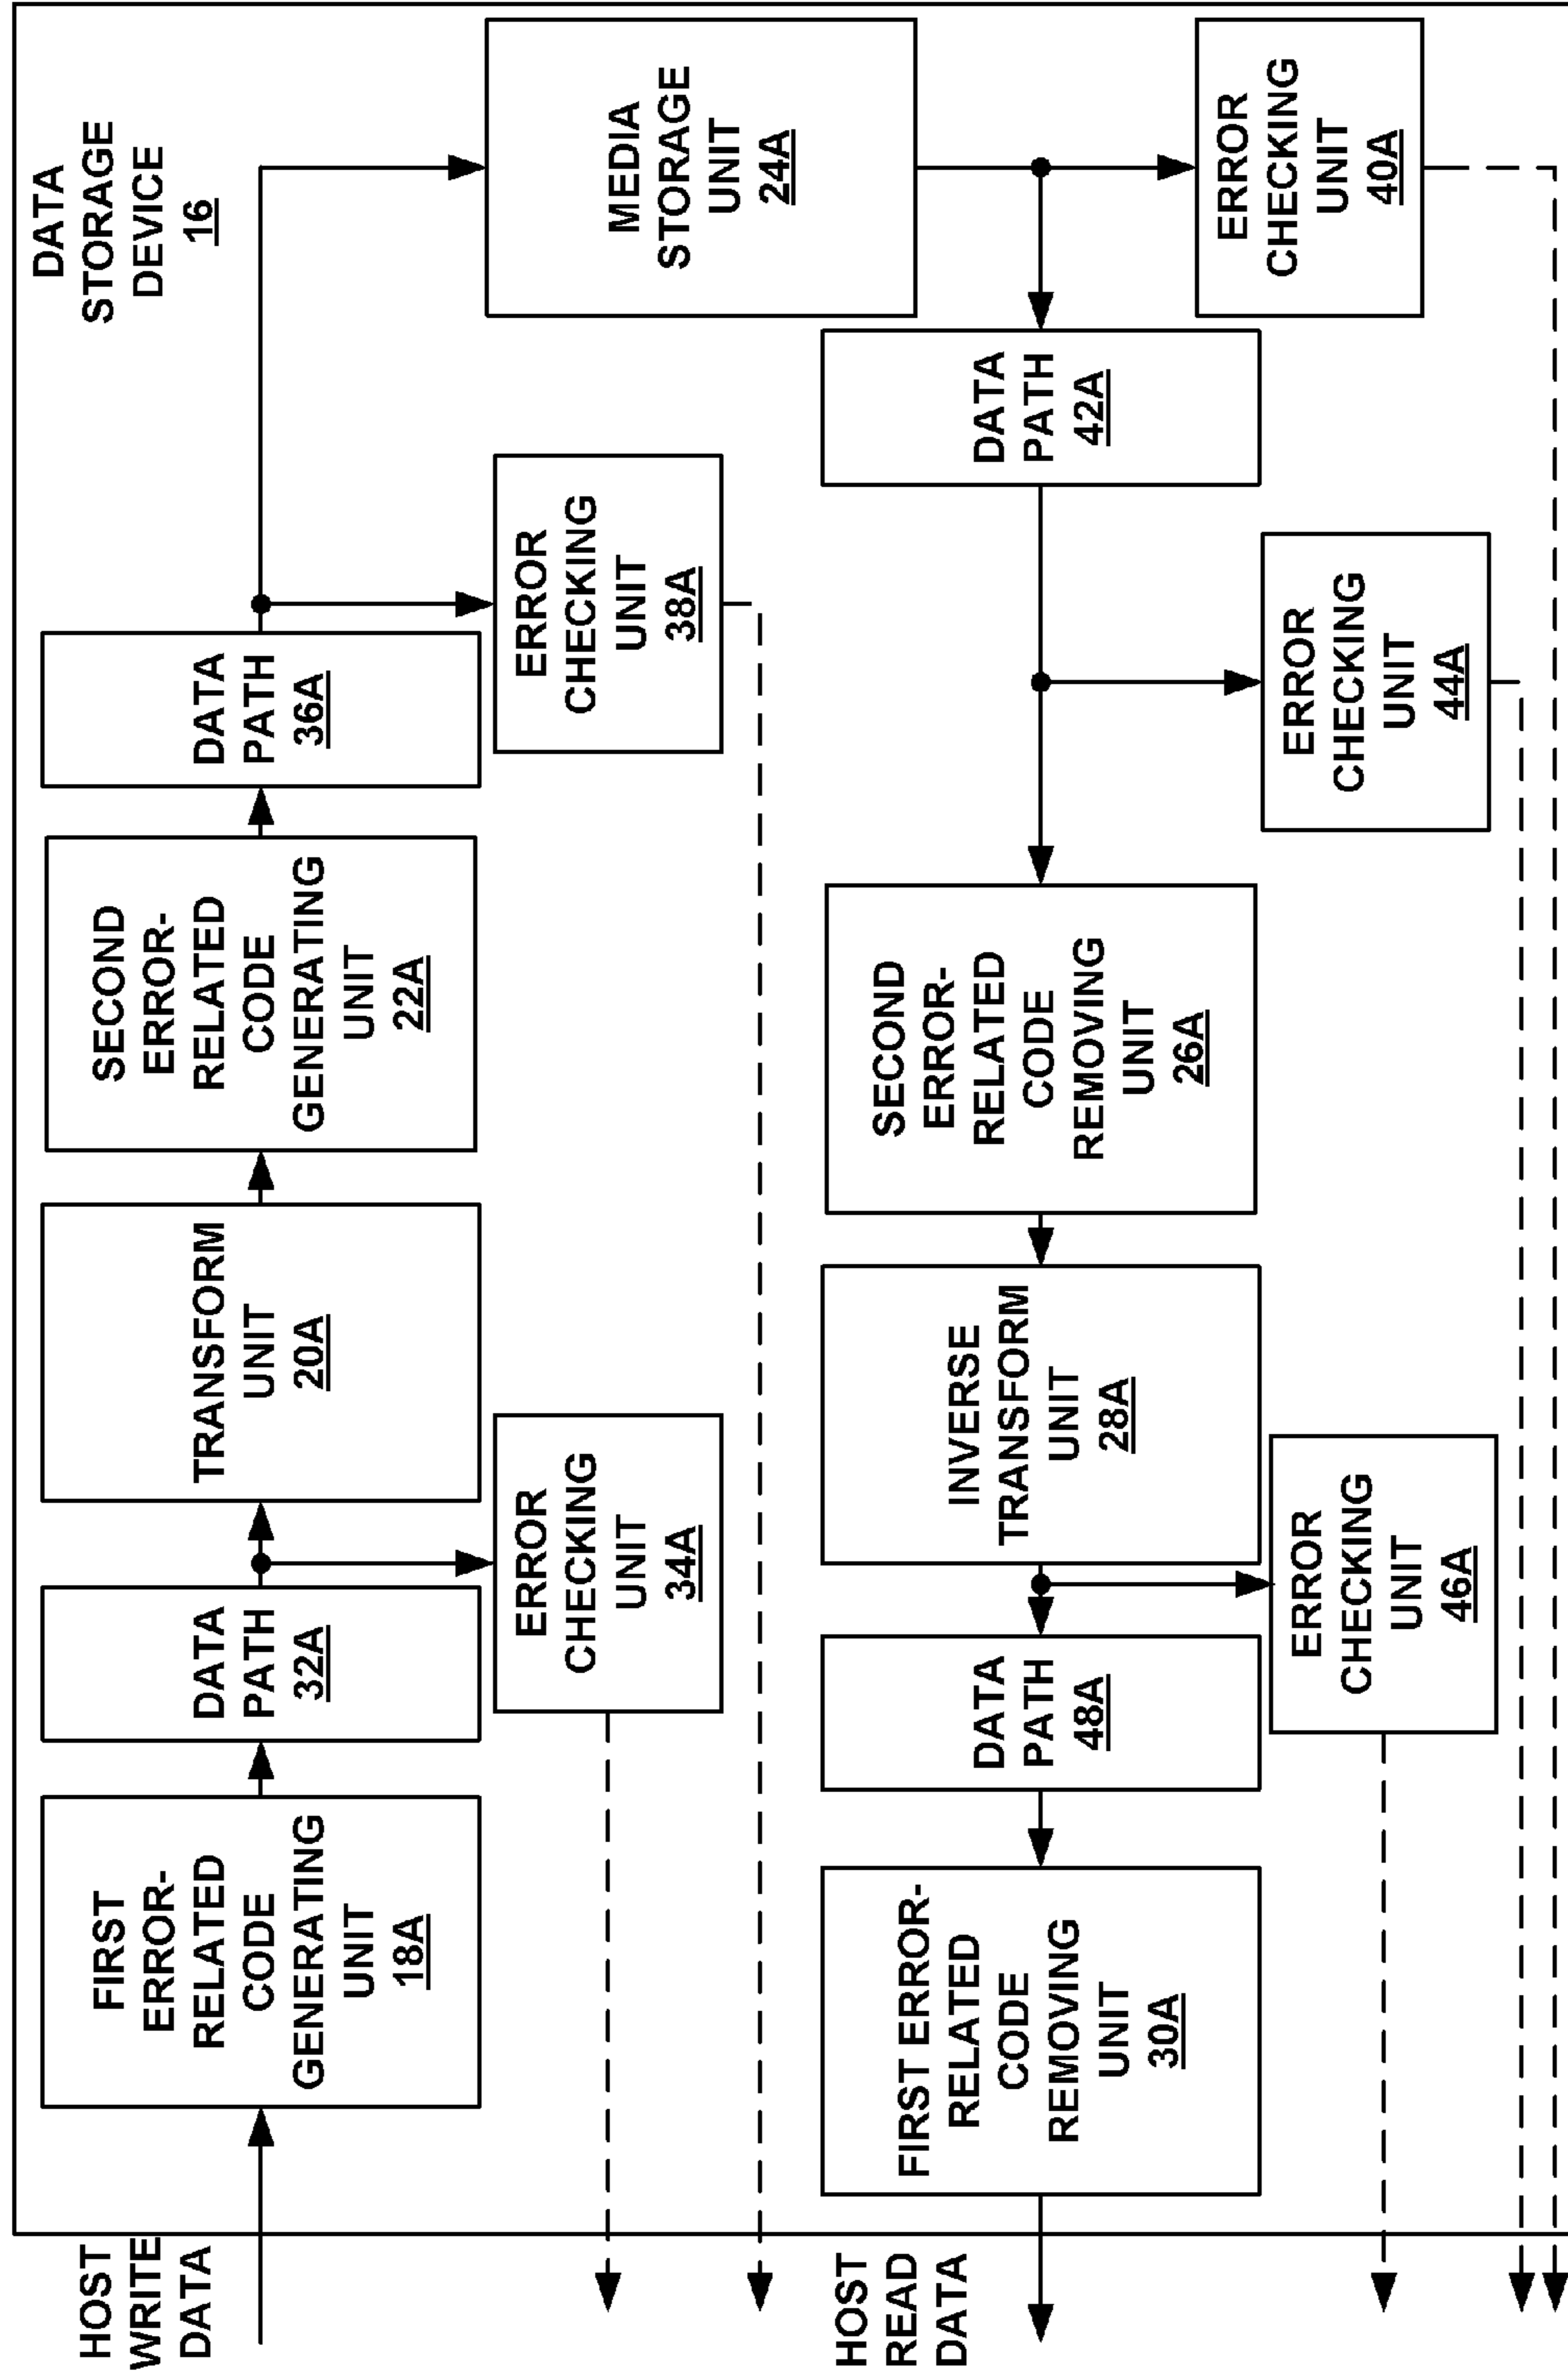 DATA
STORAGE
DEVICE
16
HOST
WRITE
DATA
FIRST
ERROR-
RELATED
CODE
GENERATING
UNIT
18A
DATA
PATH
32A
TRANSFORM
UNIT
20A
SECOND
ERROR-
RELATED
CODE
GENERATING
UNIT
22A
DATA
PATH
36A
ERROR
CHECKING
UNIT
34A
ERROR
CHECKING
UNIT
38A
MEDIA
STORAGE
UNIT
24A
HOST
READ
DATA
FIRST ERROR-
RELATED
CODE
REMOVING
UNIT
30A
DATA
PATH
48A
INVERSE
TRANSFORM
UNIT
28A
SECOND
ERROR-
RELATED
CODE
REMOVING
UNIT
26A
DATA
PATH
42A
ERROR
CHECKING
UNIT
46A
ERROR
CHECKING
UNIT
44A
ERROR
CHECKING
UNIT
40A